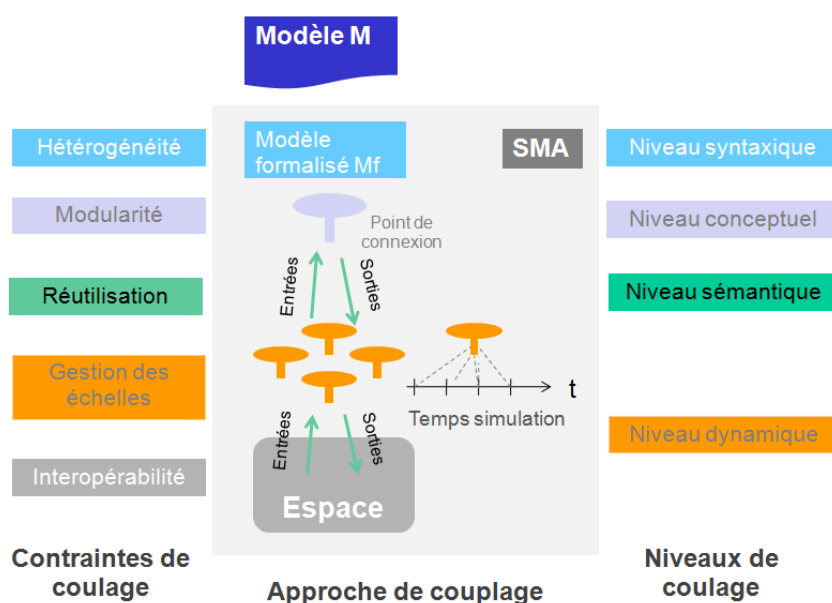 Modèle M
Hétérogénéité
Modularité
Réutilisation
Gestion des
échelles
Interopérabilité
Contraintes de
coulage
Modèle
formalisé Mf
SMA
Point de
connexion
Entrées
Sorties
t
Temps simulation
Entrées
Sorties
Espace
Approche de couplage
Niveau syntaxique
Niveau conceptuel
Niveau sémantique
Niveau dynamique
Niveaux de
coulage